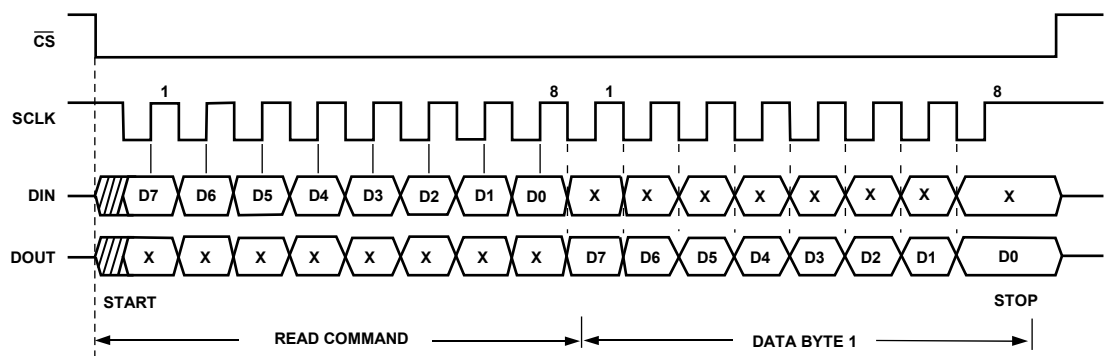 CS
1 8 1 8
SCLK
DIN D7 D6 D5 D4 D3 D2 D1 D0 X X X X X X X X
DOUT X X X X X X X X D7 D6 D5 D4 D3 D2 D1 D0
START STOP
READ COMMAND DATA BYTE 1